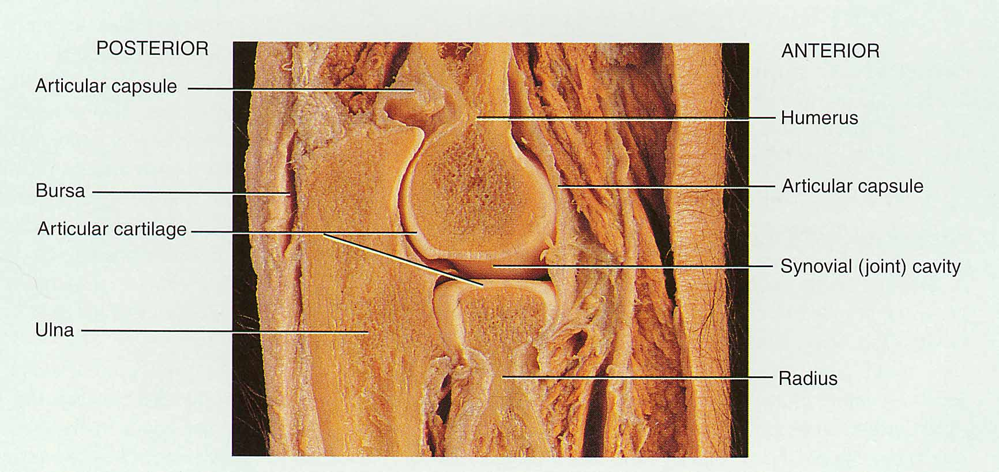 POSTERIOR
ANTERIOR
Articular capsule
Humerus
Bursa
Articular capsule
Articular cartilage
Synovial (joint) cavity
Ulna
Radius